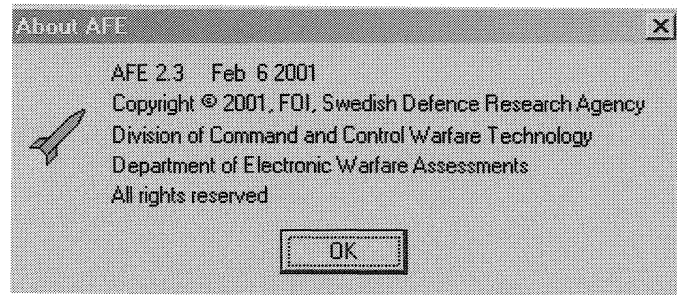 About AFE
AFE 2.3 Feb 6 2001
Copyright © 2001, FOI, Swedish Defence Research Agency
Division of Command and Control Warfare Technology
Department of Electronic Warfare Assessments
All rights reserved
OK